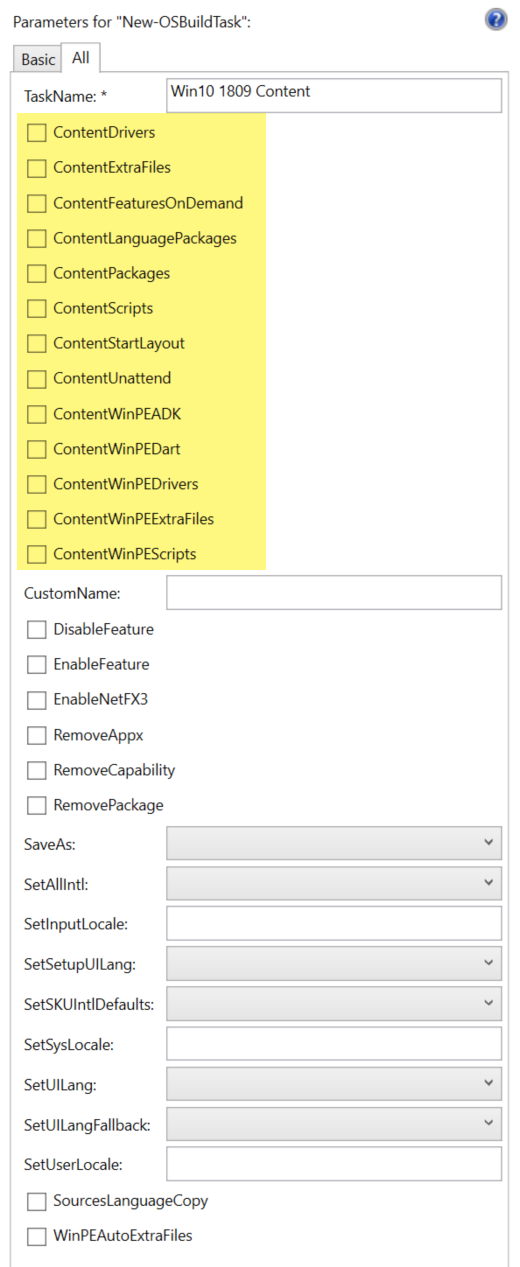 Parameters for "New-OSBuildTask":
?
Basic
All
TaskName: *
Win10 1809 Content
ContentDrivers
ContentExtraFiles
ContentFeaturesOnDemand
ContentLanguagePackages
ContentPackages
ContentScripts
ContentStartLayout
ContentUnattend
ContentWinPEADK
ContentWinPEDart
ContentWinPEDrivers
ContentWinPEExtraFiles
ContentWinPEScripts
CustomName:
DisableFeature
EnableFeature
EnableNetFX3
RemoveAppx
RemoveCapability
RemovePackage
SaveAs:
SetAllIntl:
SetInputLocale:
SetSetupUILang:
SetSKUIntlDefaults:
SetSysLocale:
SetUILang:
SetUILangFallback:
SetUserLocale:
SourcesLanguageCopy
WinPEAutoExtraFiles